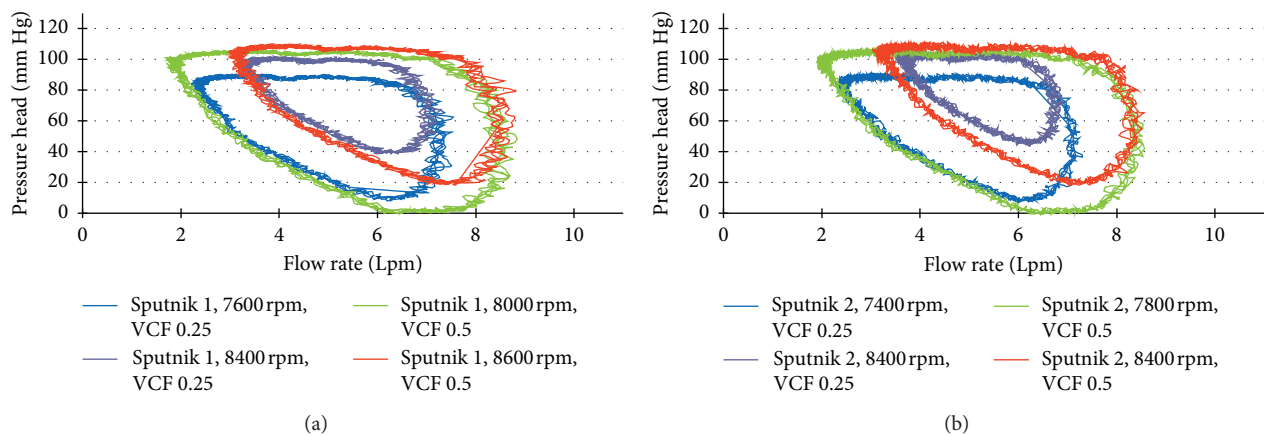 Pressure head (mm Hg)
120
100
80
60
40
20
0
0
2
4
6
8
10
Flow rate (Lpm)
Sputnik 1, 7600 rpm,
VCF 0.25
Sputnik 1, 8000 rpm,
VCF 0.5
Sputnik 1, 8400 rpm,
VCF 0.25
Sputnik 1, 8600 rpm,
VCF 0.5
(a)
Pressure head (mm Hg)
120
100
80
60
40
20
0
0
2
4
6
8
10
Flow rate (Lpm)
Sputnik 2, 7400 rpm,
VCF 0.25
Sputnik 2, 7800 rpm,
VCF 0.5
Sputnik 2, 8400 rpm,
VCF 0.25
Sputnik 2, 8400 rpm,
VCF 0.5
(b)